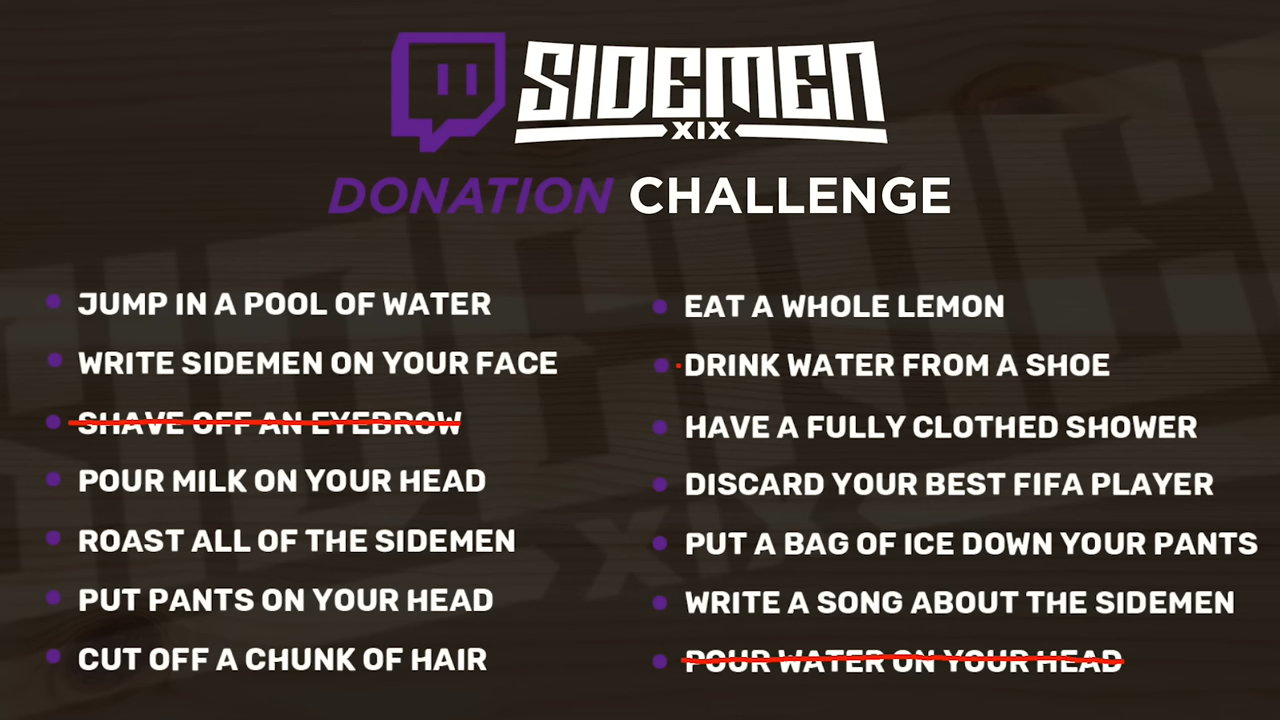 SIDEMEN
XIX
DONATION CHALLENGE
JUMP IN A POOL OF WATER
WRITE SIDEMEN ON YOUR FACE
SHAVE OFF AN EYEBROW
POUR MILK ON YOUR HEAD
ROAST ALL OF THE SIDEMEN
PUT PANTS ON YOUR HEAD
CUT OFF A CHUNK OF HAIR
EAT A WHOLE LEMON
DRINK WATER FROM A SHOE
HAVE A FULLY CLOTHED SHOWER
DISCARD YOUR BEST FIFA PLAYER
PUT A BAG OF ICE DOWN YOUR PANTS
WRITE A SONG ABOUT THE SIDEMEN
POUR WATER ON YOUR HEAD